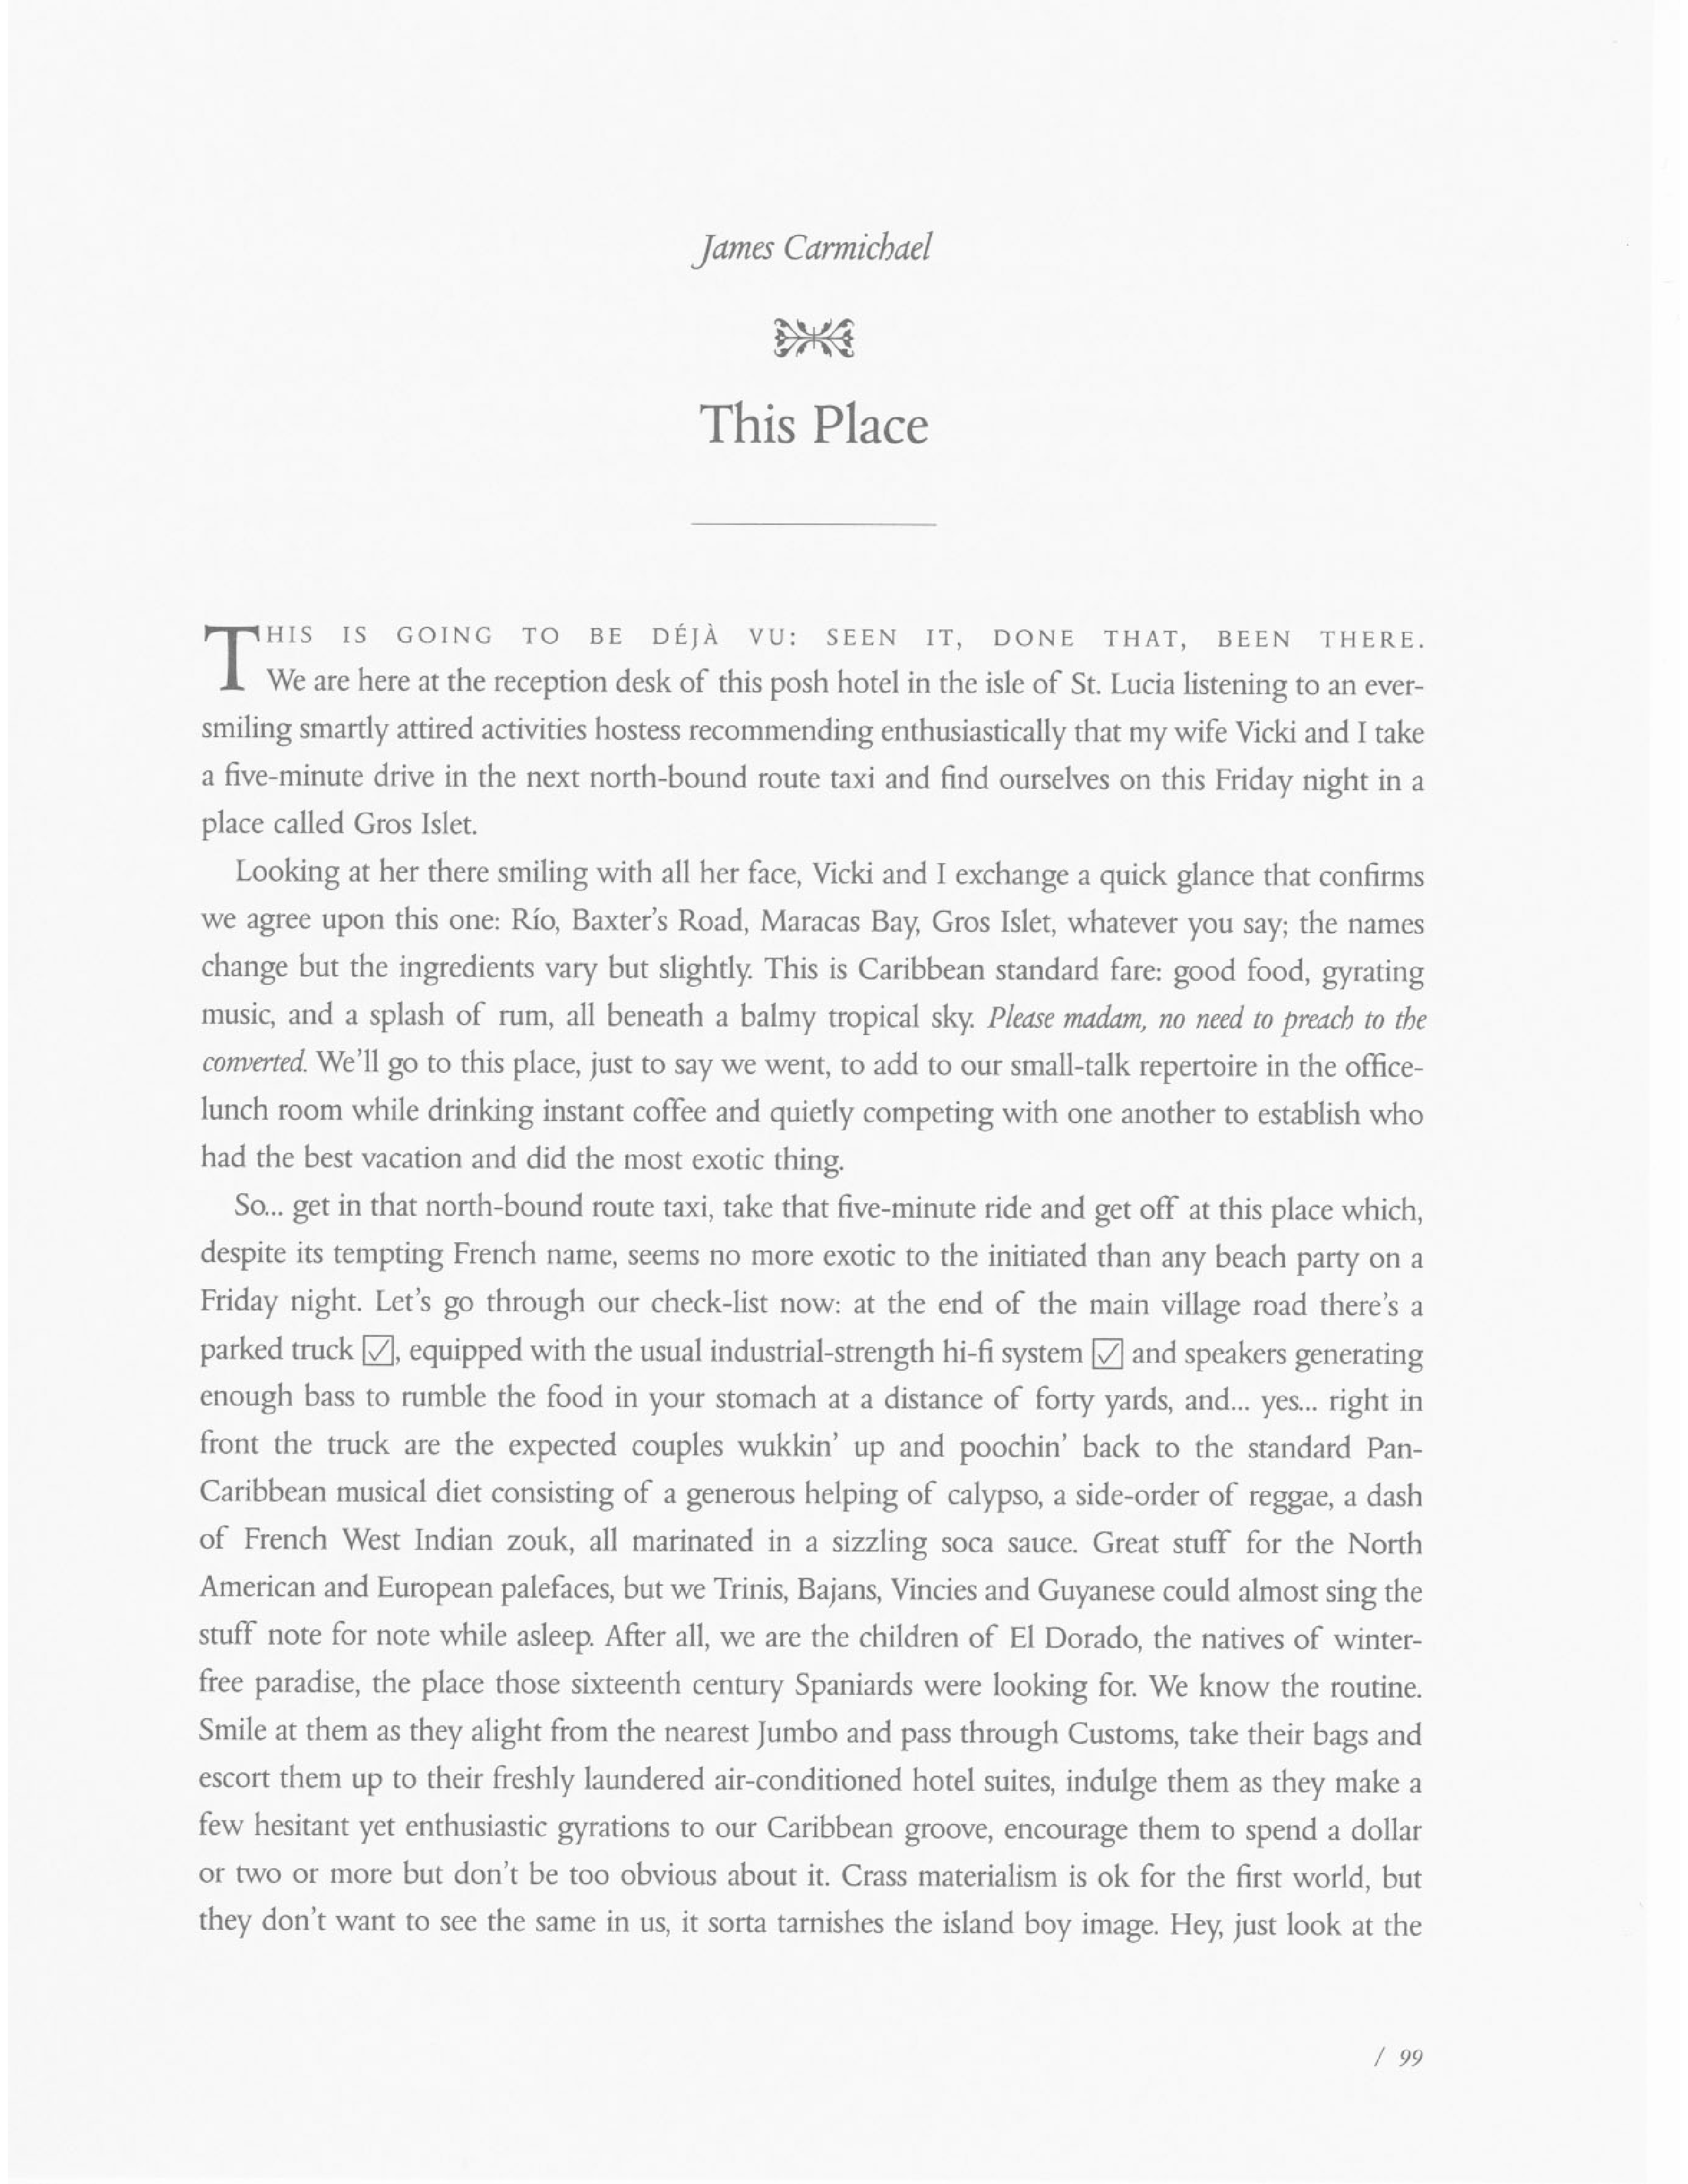 James Carmichael
This Place
THIS IS GOING TO BE DÉJÀ VU: SEEN IT, DONE THAT, BEEN THERE.
We are here at the reception desk of this posh hotel in the isle of St. Lucia listening to an ever-
smiling smartly attired activities hostess recommending enthusiastically that my wife Vicki and I take
a five-minute drive in the next north-bound route taxi and find ourselves on this Friday night in a
place called Gros Islet.
Looking at her there smiling with all her face, Vicki and I exchange a quick glance that confirms
we agree upon this one: Río, Baxter's Road, Maracas Bay, Gros Islet, whatever you say; the names
change but the ingredients vary but slightly. This is Caribbean standard fare: good food, gyrating
music, and a splash of rum, all beneath a balmy tropical sky. Please madam, no need to preach to the
converted. We'll go to this place, just to say we went, to add to our small-talk repertoire in the office-
lunch room while drinking instant coffee and quietly competing with one another to establish who
had the best vacation and did the most exotic thing.
So... get in that north-bound route taxi, take that five-minute ride and get off at this place which,
despite its tempting French name, seems no more exotic to the initiated than any beach party on a
Friday night. Let's go through our check-list now: at the end of the main village road there's a
parked truck ☑, equipped with the usual industrial-strength hi-fi system ☑ and speakers generating
enough bass to rumble the food in your stomach at a distance of forty yards, and... yes... right in
front the truck are the expected couples wukkin' up and poochin' back to the standard Pan-
Caribbean musical diet consisting of a generous helping of calypso, a side-order of reggae, a dash
of French West Indian zouk, all marinated in a sizzling soca sauce. Great stuff for the North
American and European palefaces, but we Trinis, Bajans, Vincies and Guyanese could almost sing the
stuff note for note while asleep. After all, we are the children of El Dorado, the natives of winter-
free paradise, the place those sixteenth century Spaniards were looking for. We know the routine.
Smile at them as they alight from the nearest Jumbo and pass through Customs, take their bags and
escort them up to their freshly laundered air-conditioned hotel suites, indulge them as they make a
few hesitant yet enthusiastic gyrations to our Caribbean groove, encourage them to spend a dollar
or two or more but don't be too obvious about it. Crass materialism is ok for the first world, but
they don't want to see the same in us, it sorta tarnishes the island boy image. Hey, just look at the
/ 99